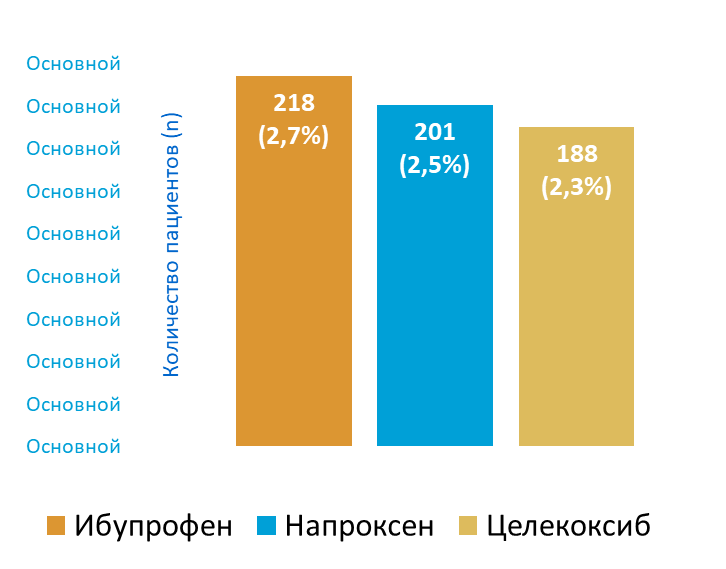 Основной
Основной
Основной
Основной
Основной
Основной
Основной
Основной
Основной
Основной
Количество пациентов (n)
218
(2,7%)
201
(2,5%)
188
(2,3%)
Ибупрофен
Напроксен
Целекоксиб